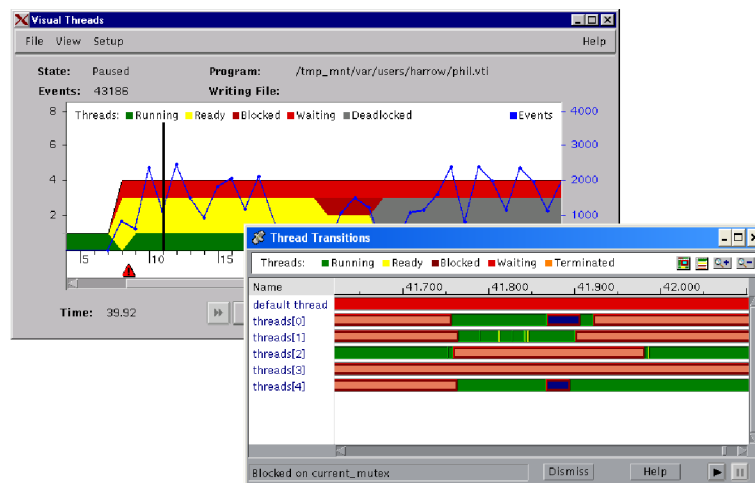 Visual Threads
File View Setup Help
State: Paused Program: /tmp_mnt/var/users/harrow/phil.vti
Events: 43186 Writing File:
8 Threads: Running Ready Blocked Waiting Deadlocked Events 4000
6 3000
4 2000
2 1000
5 10 15
Time: 39.92
Thread Transitions
Threads: Running Ready Blocked Waiting Terminated
Name 41.700 41.800 41.900 42.000
default thread
threads[0]
threads[1]
threads[2]
threads[3]
threads[4]
Blocked on current_mutex Dismiss Help